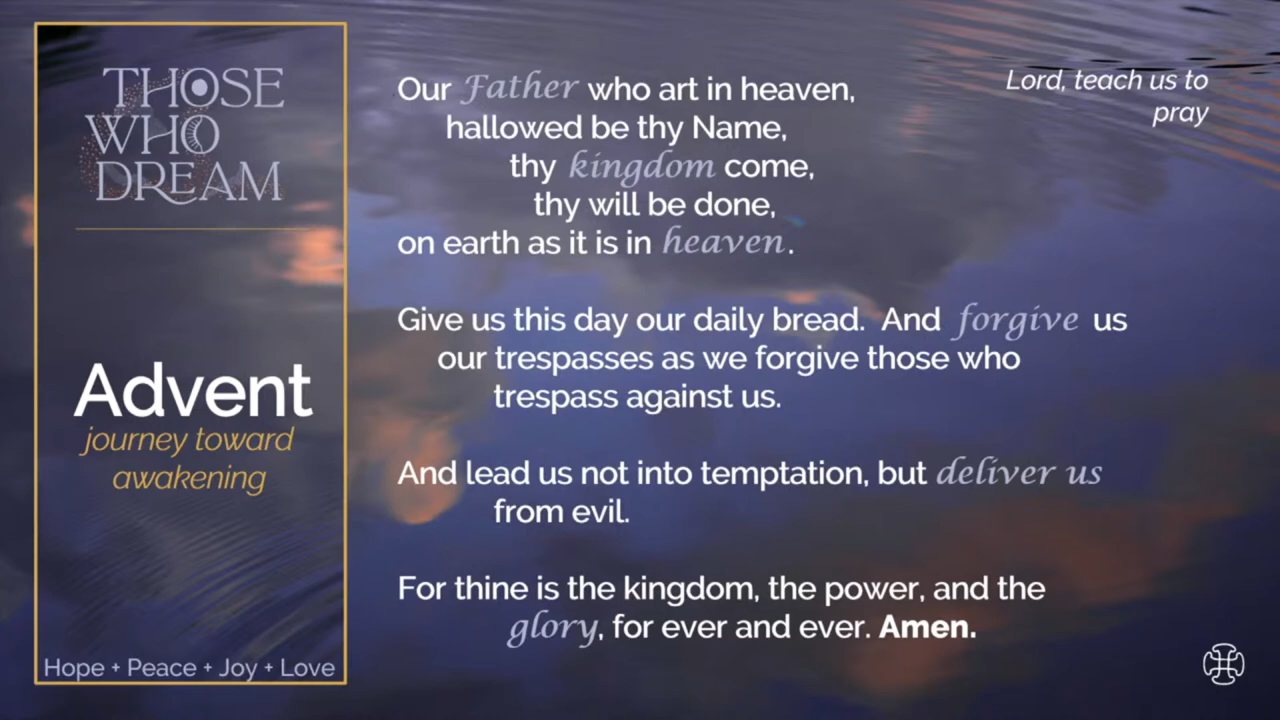 THOSE
WHO
DREAM
Advent
journey toward
awakening
Hope + Peace + Joy + Love
Lord, teach us to
pray
Our Father who art in heaven,
hallowed be thy Name,
thy kingdom come,
thy will be done,
on earth as it is in heaven.
Give us this day our daily bread. And forgive us
our trespasses as we forgive those who
trespass against us.
And lead us not into temptation, but deliver us
from evil.
For thine is the kingdom, the power, and the
glory, for ever and ever. Amen.